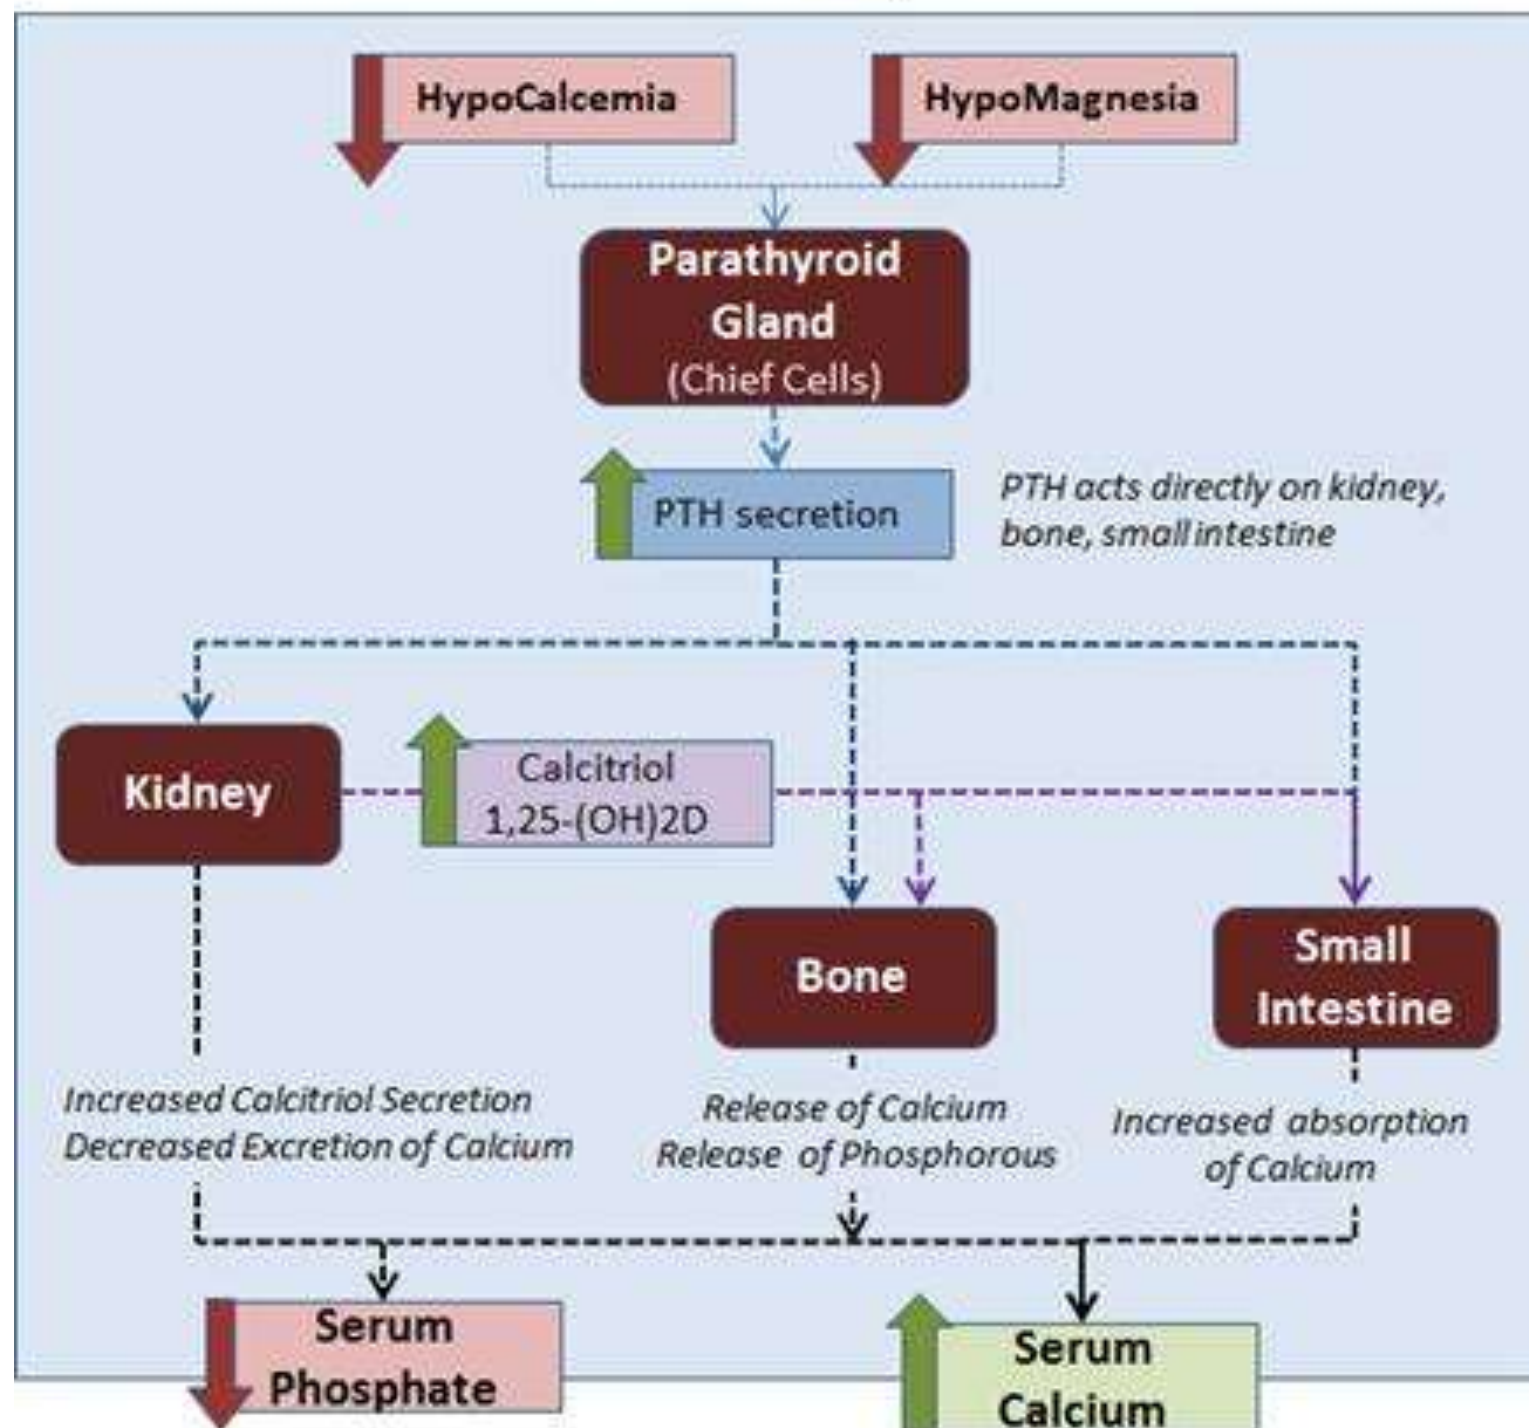 HypoCalcemia
HypoMagnesia
Parathyroid
Gland
(Chief Cells)
PTH secretion
PTH acts directly on kidney,
bone, small intestine
Kidney
Calcitriol
1,25-(OH)2D
Bone
Small
Intestine
Increased Calcitriol Secretion
Decreased Excretion of Calcium
Release of Calcium
Release of Phosphorous
Increased absorption
of Calcium
Serum
Phosphate
Serum
Calcium